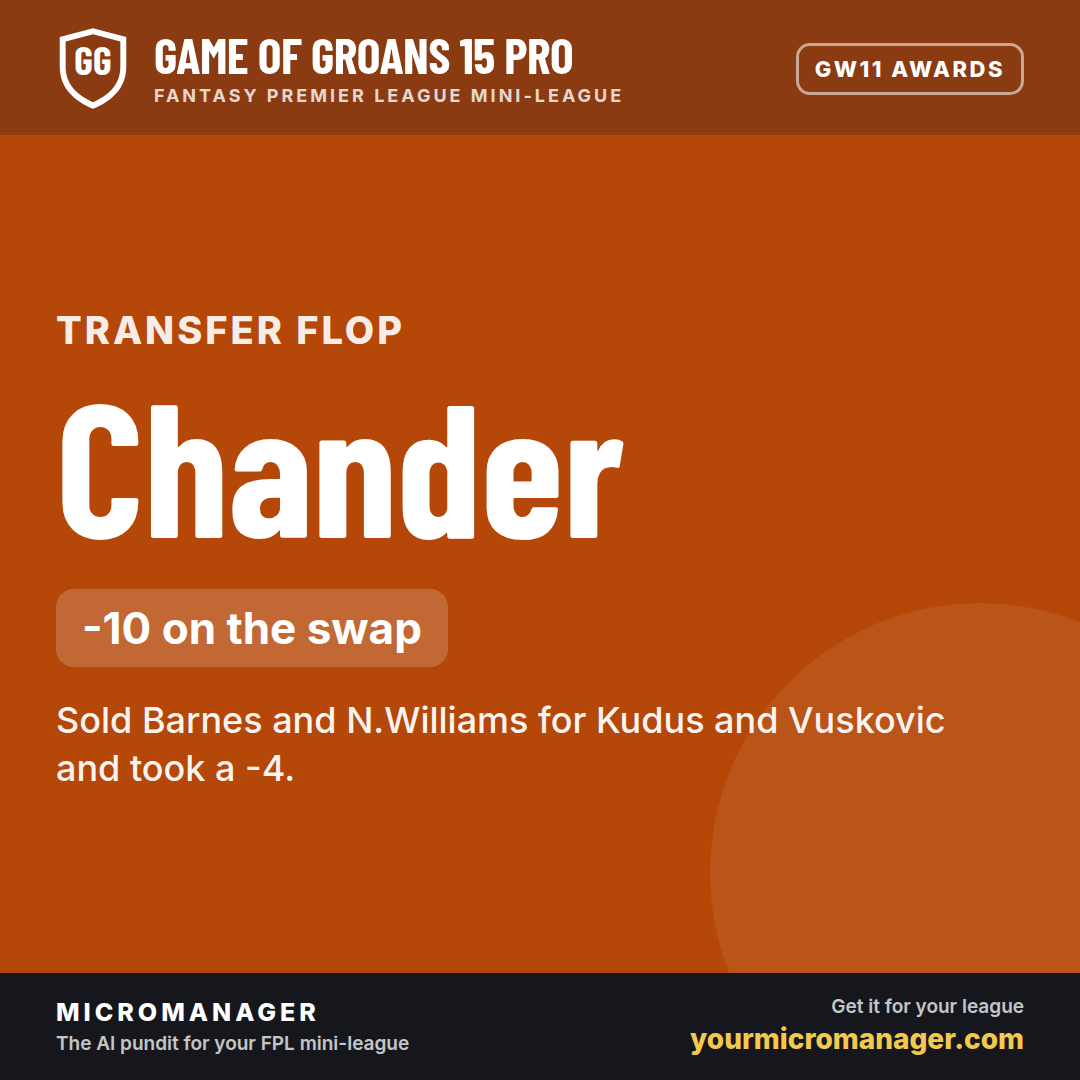 GG
GAME OF GROANS 15 PRO
FANTASY PREMIER LEAGUE MINI-LEAGUE
GW11 AWARDS
TRANSFER FLOP
Chander
-10 on the swap
Sold Barnes and N.Williams for Kudus and Vuskovic
and took a -4.
MICROMANAGER
The AI pundit for your FPL mini-league
Get it for your league
yourmicromanager.com